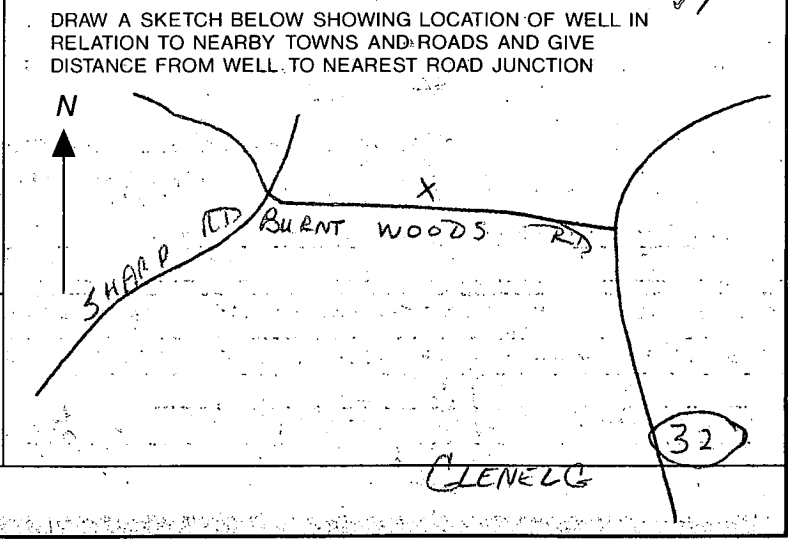 DRAW A SKETCH BELOW SHOWING LOCATION OF WELL IN
RELATION TO NEARBY TOWNS AND ROADS AND GIVE
DISTANCE FROM WELL TO NEAREST ROAD JUNCTION
N
X
SHARP RD
BURNT WOODS RD
32
GLENELG